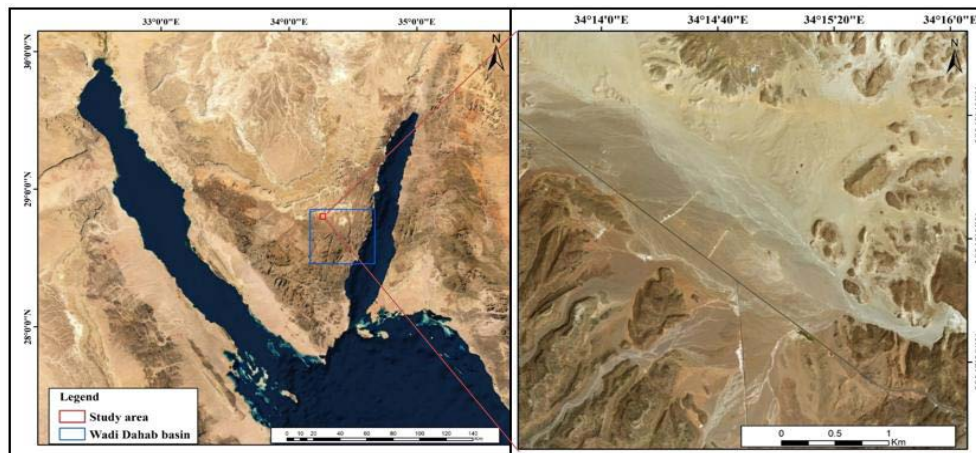 33°0'0"E 34°0'0"E 35°0'0"E
30°0'0"N
29°0'0"N
28°0'0"N
N
Legend
Study area
Wadi Dahab basin
0 10 20 40 60 80 100 120 140
Km
34°14'0"E 34°14'40"E 34°15'20"E 34°16'0"E
N
0 0.5 1
Km